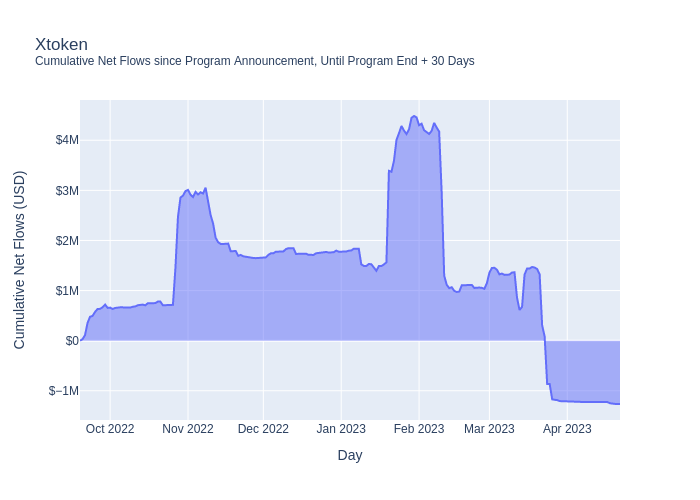 Xtoken
Cumulative Net Flows since Program Announcement, Until Program End + 30 Days
Cumulative Net Flows (USD)
$4M
$3M
$2M
$1M
$0
$−1M
Oct 2022 Nov 2022 Dec 2022 Jan 2023 Feb 2023 Mar 2023 Apr 2023
Day